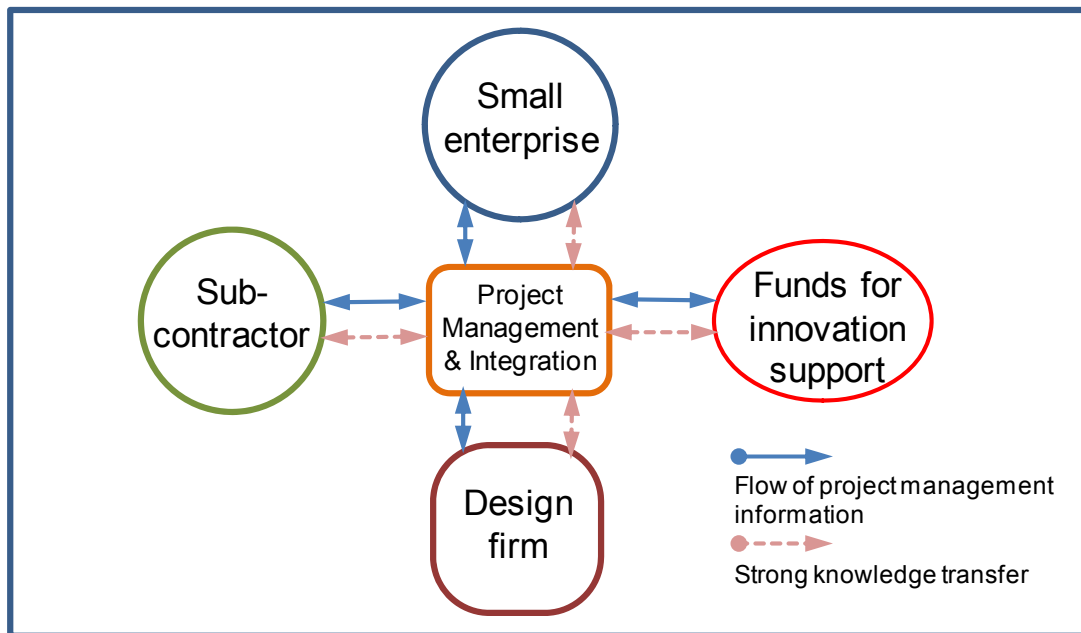 Small
enterprise
Sub-
contractor
Project
Management
& Integration
Funds for
innovation
support
Design
firm
Flow of project management
information
Strong knowledge transfer